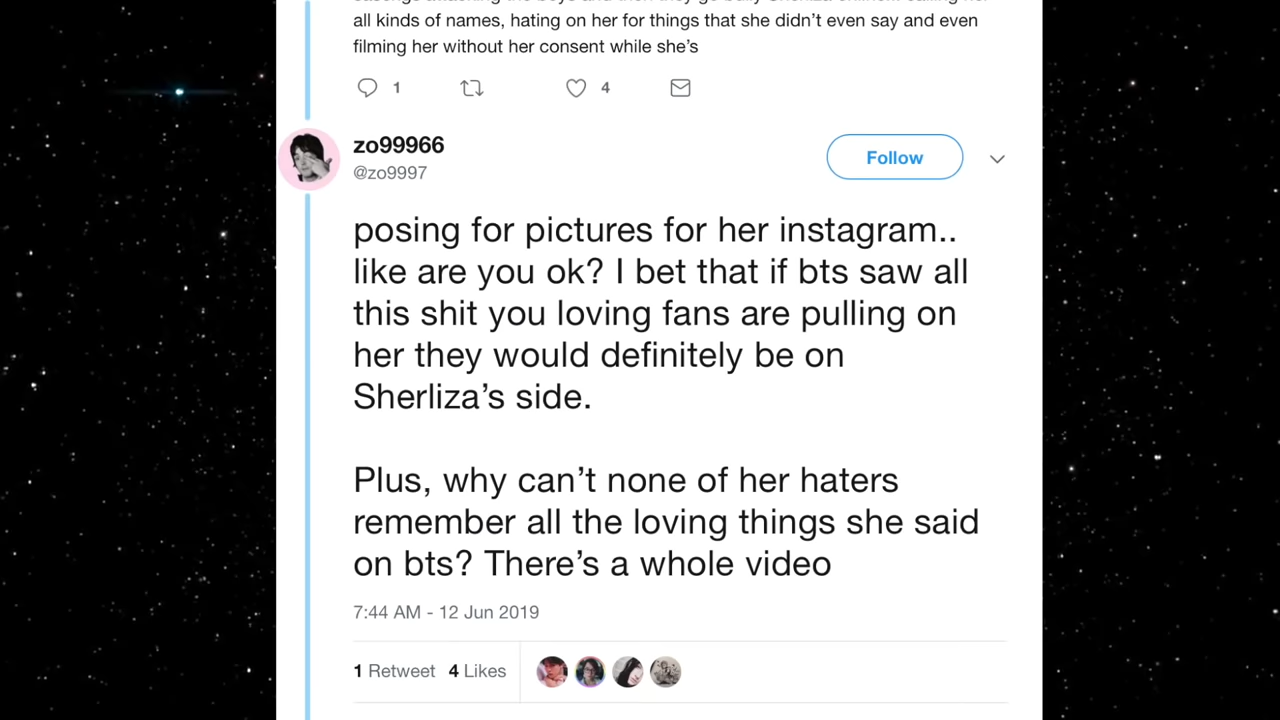 all kinds of names, hating on her for things that she didn’t even say and even
filming her without her consent while she’s
1
4
zo99966
@zo9997
Follow
posing for pictures for her instagram..
like are you ok? I bet that if bts saw all
this shit you loving fans are pulling on
her they would definitely be on
Sherliza’s side.
Plus, why can’t none of her haters
remember all the loving things she said
on bts? There’s a whole video
7:44 AM - 12 Jun 2019
1 Retweet 4 Likes